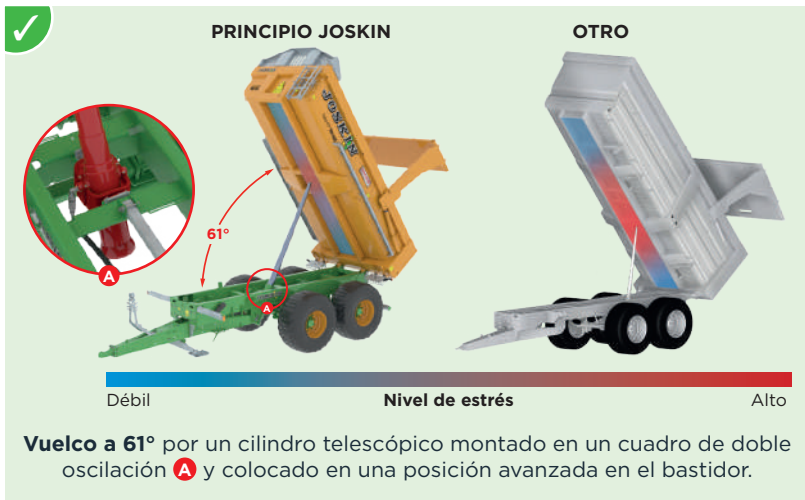 PRINCIPIO JOSKIN
OTRO
JOSKIN
61°
A
A
Débil
Nivel de estrés
Alto
Vuelco a 61° por un cilindro telescópico montado en un cuadro de doble
oscilación A y colocado en una posición avanzada en el bastidor.